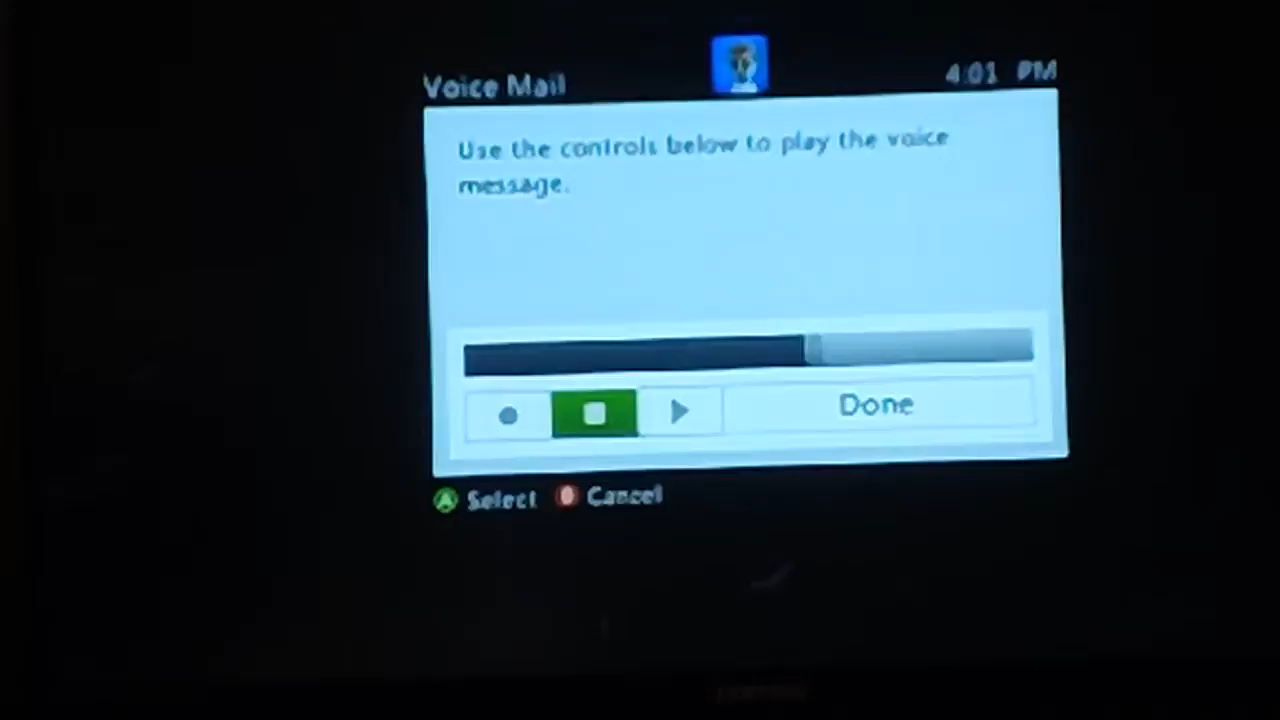 Voice Mail
4:01 PM
Use the controls below to play the voice
message.
Done
A Select B Cancel